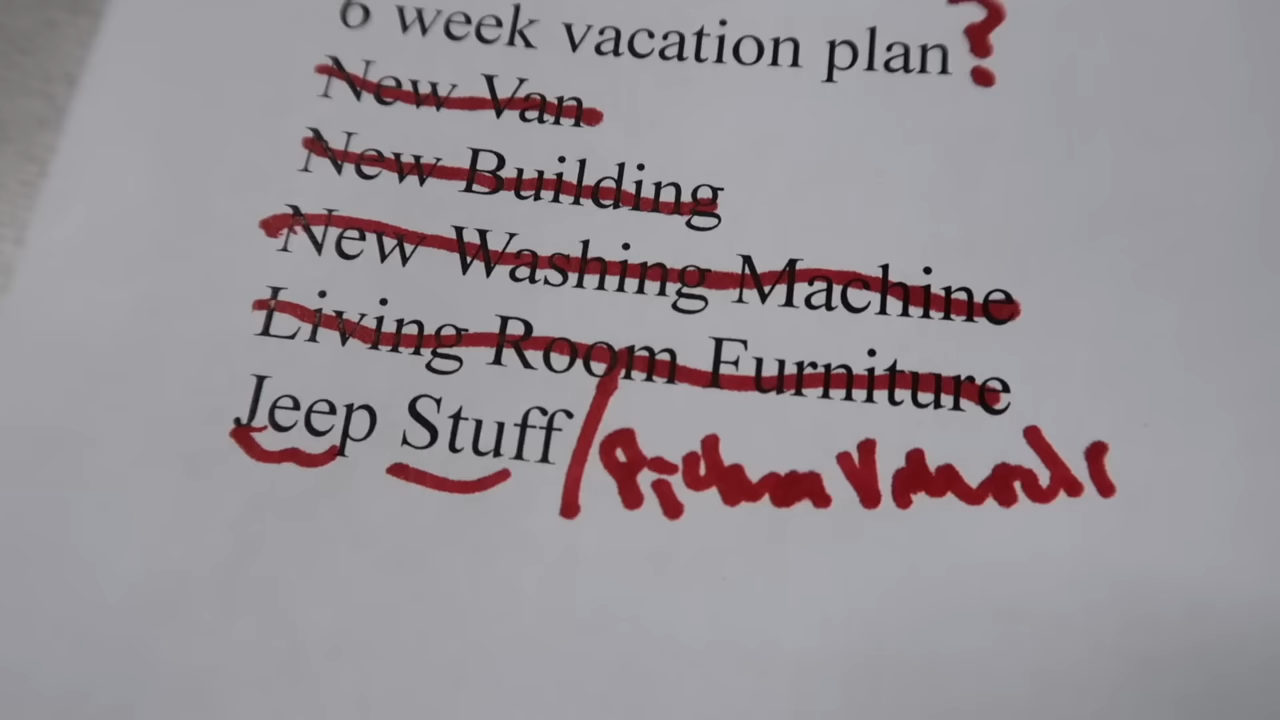 6 week vacation plan?
New Van
New Building
New Washing Machine
Living Room Furniture
Jeep Stuff/